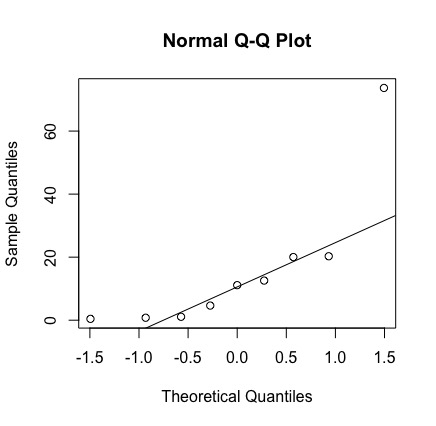 Normal Q-Q Plot
Sample Quantiles
60
40
20
0
-1.5 -1.0 -0.5 0.0 0.5 1.0 1.5
Theoretical Quantiles